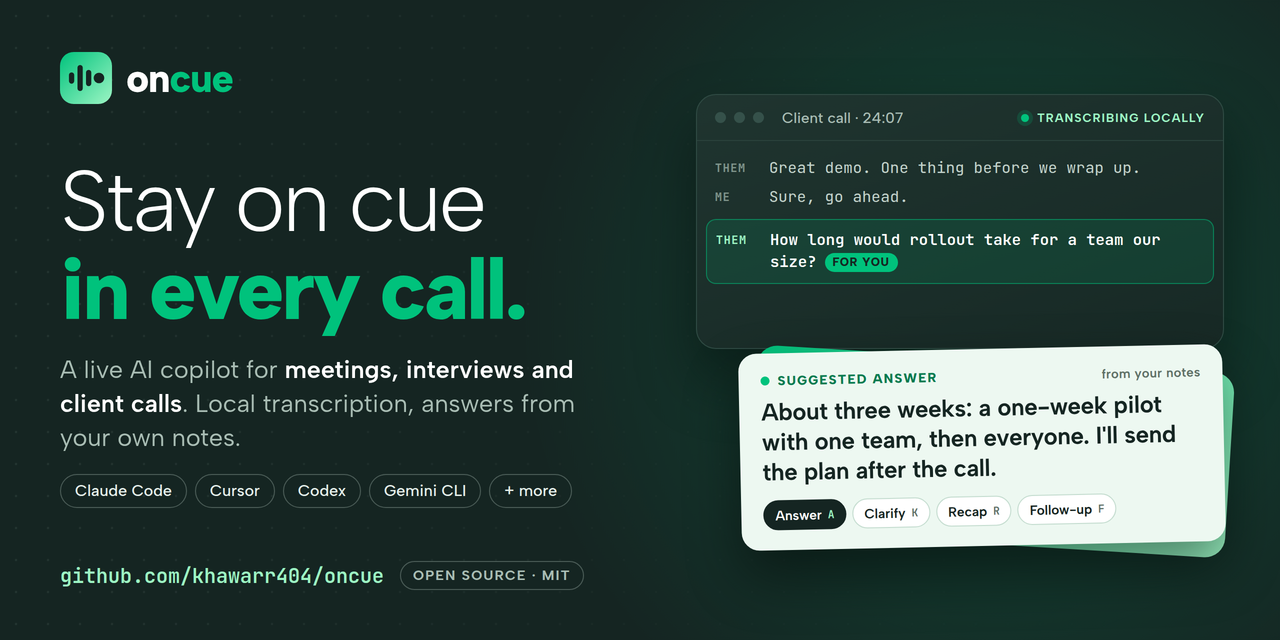 oncue
Stay on cue
in every call.
A live AI copilot for meetings, interviews and
client calls. Local transcription, answers from
your own notes.
Claude Code Cursor Codex Gemini CLI + more
github.com/khawarr404/oncue OPEN SOURCE · MIT
Client call · 24:07 TRANSCRIBING LOCALLY
THEM Great demo. One thing before we wrap up.
ME Sure, go ahead.
THEM How long would rollout take for a team our
size? FOR YOU
SUGGESTED ANSWER from your notes
About three weeks: a one-week pilot
with one team, then everyone. I'll send
the plan after the call.
Answer A Clarify K Recap R Follow-up F